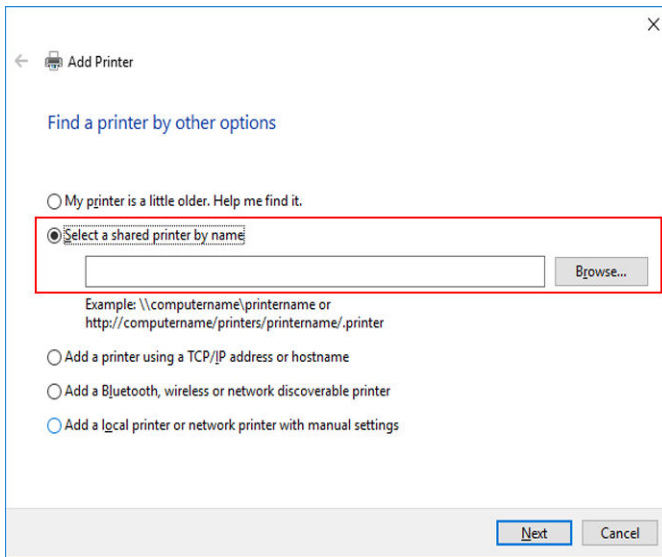 Add Printer
Find a printer by other options
My printer is a little older. Help me find it.
Select a shared printer by name
Browse...
Example: \\computername\printername or
http://computername/printers/printername/.printer
Add a printer using a TCP/IP address or hostname
Add a Bluetooth, wireless or network discoverable printer
Add a local printer or network printer with manual settings
Next Cancel